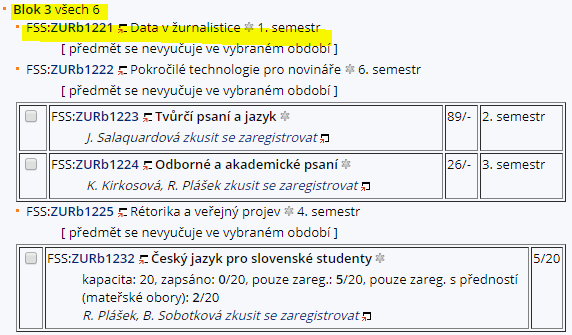 Blok 3 všech 6
FSS:ZURb1221 Data v žurnalistice 1. semestr
[ předmět se nevyučuje ve vybraném období ]
FSS:ZURb1222 Pokročilé technologie pro novináře 6. semestr
[ předmět se nevyučuje ve vybraném období ]
FSS:ZURb1223 Tvůrčí psaní a jazyk 89/- 2. semestr
J. Salaquardová zkusit se zaregistrovat
FSS:ZURb1224 Odborné a akademické psaní 26/- 3. semestr
K. Kirkosová, R. Plášek zkusit se zaregistrovat
FSS:ZURb1225 Rétorika a veřejný projev 4. semestr
[ předmět se nevyučuje ve vybraném období ]
FSS:ZURb1232 Český jazyk pro slovenské studenty 5/20
kapacita: 20, zapsáno: 0/20, pouze zareg.: 5/20, pouze zareg. s předností
(mateřské obory): 2/20
R. Plášek, B. Sobotková zkusit se zaregistrovat